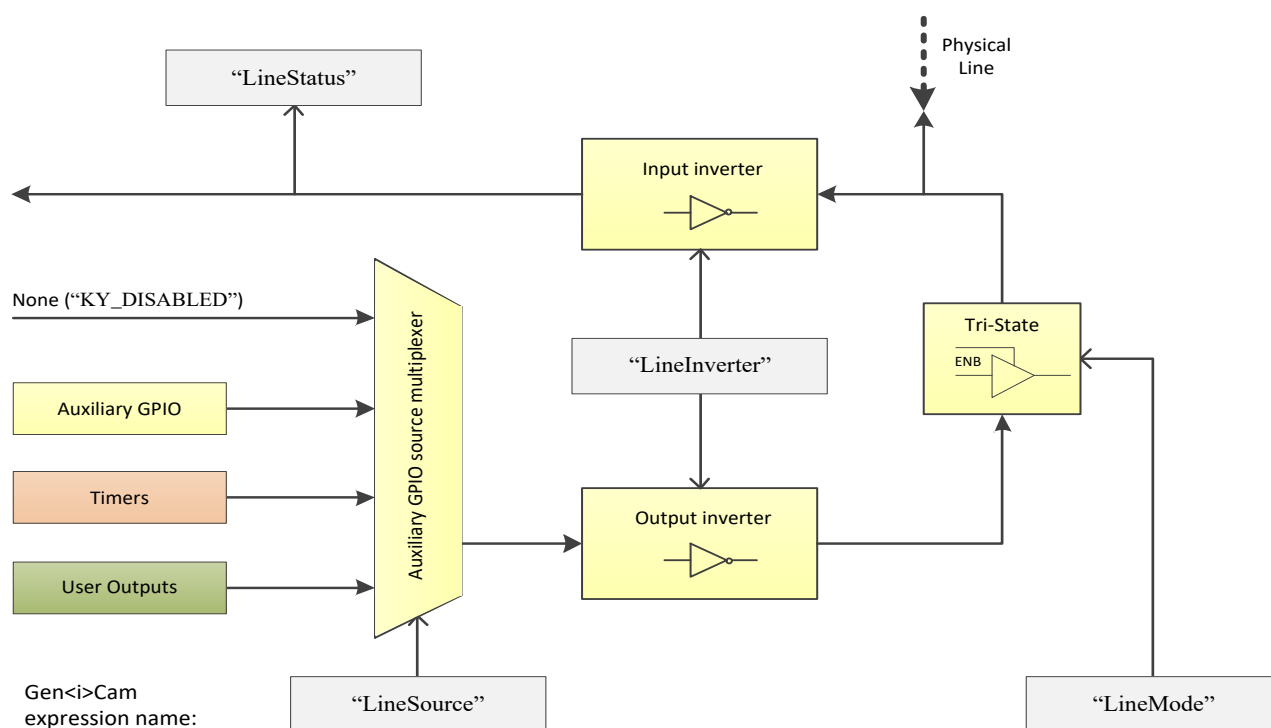 Physical
Line
“LineStatus”
Input inverter
None (“KY_DISABLED”)
Auxiliary GPIO source multiplexer
“LineInverter”
Tri-State
ENB
Auxiliary GPIO
Timers
Output inverter
User Outputs
Gen<i>Cam
expression name:
“LineSource”
“LineMode”